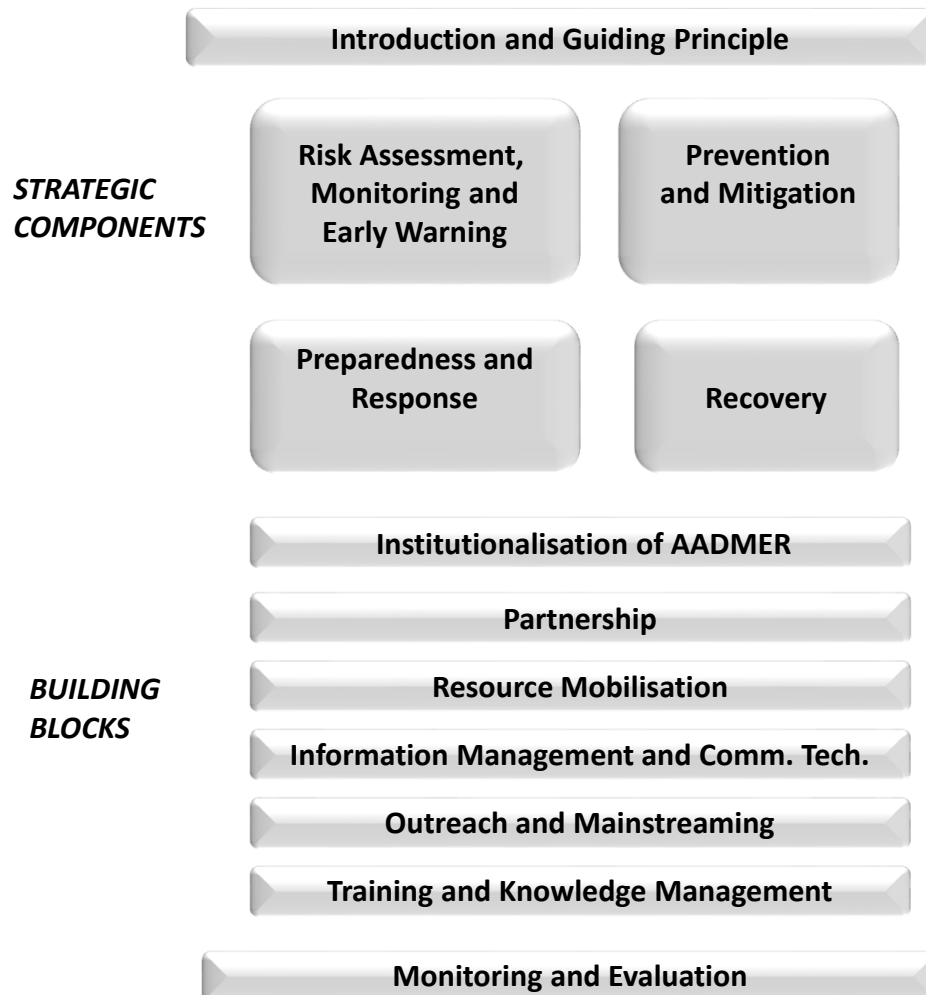 Introduction and Guiding Principle
STRATEGIC
COMPONENTS
Risk Assessment,
Monitoring and
Early Warning
Prevention
and Mitigation
Preparedness and
Response
Recovery
BUILDING
BLOCKS
Institutionalisation of AADMER
Partnership
Resource Mobilisation
Information Management and Comm. Tech.
Outreach and Mainstreaming
Training and Knowledge Management
Monitoring and Evaluation